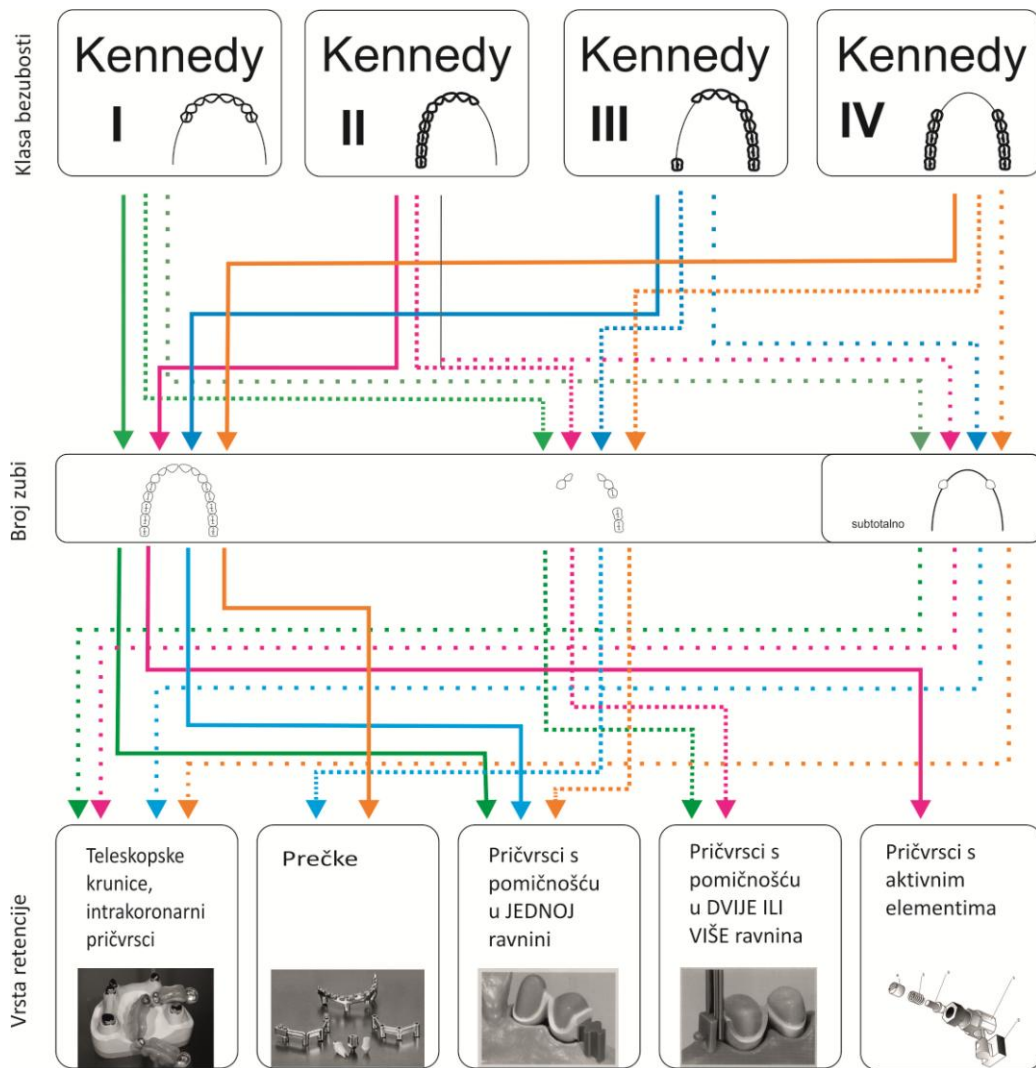 Klasa bezubosti
Kennedy
I
Kennedy
II
Kennedy
III
Kennedy
IV
Broj zubi
subtotalno
Vrsta retencije
Teleskopske
krunice,
intrakoronarni
pričvrsci
Prečke
Pričvrsci s
pomičnošću
u JEDNOJ
ravnini
Pričvrsci s
pomičnošću
u DVIJE ILI
VIŠE ravnina
Pričvrsci s
aktivnim
elementima